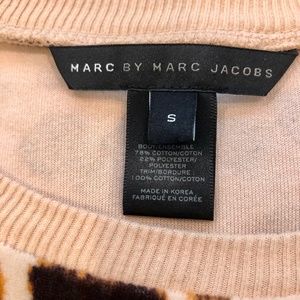 MARC BY MARC JACOBS
S
BODY/ENSEMBLE
78% COTTON/COTON
22% POLYESTER/
POLYESTER
TRIM/BORDURE :
100% COTTON/COTON
MADE IN KOREA
FABRIQUÉ EN CORÉE